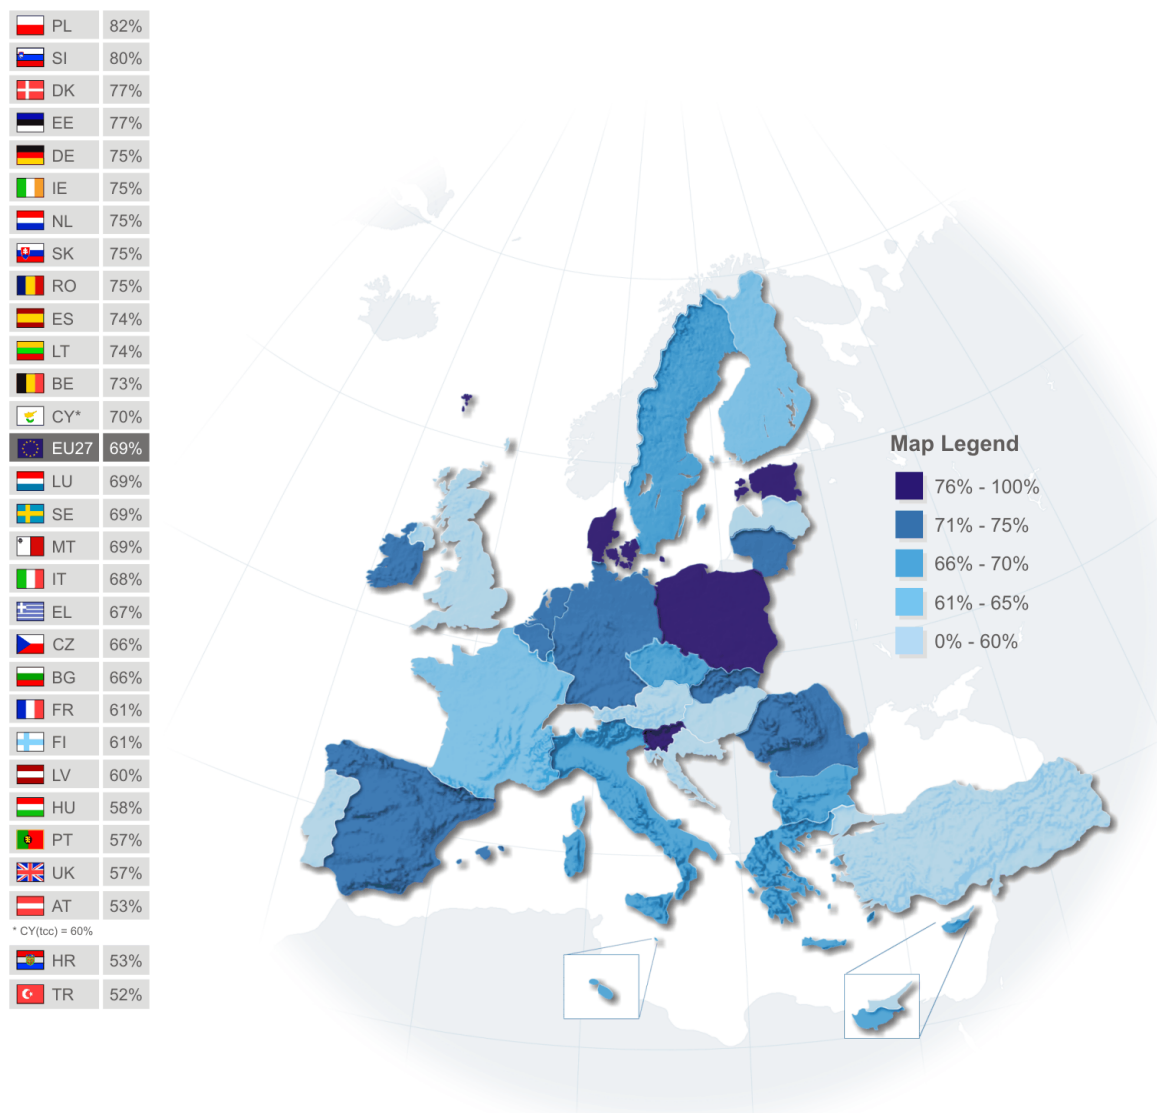 PL 82%
SI 80%
DK 77%
EE 77%
DE 75%
IE 75%
NL 75%
SK 75%
RO 75%
ES 74%
LT 74%
BE 73%
CY* 70%
EU27 69%
LU 69%
SE 69%
MT 69%
IT 68%
EL 67%
CZ 66%
BG 66%
FR 61%
FI 61%
LV 60%
HU 58%
PT 57%
UK 57%
AT 53%
* CY(tcc) = 60%
HR 53%
TR 52%
Map Legend
76% - 100%
71% - 75%
66% - 70%
61% - 65%
0% - 60%